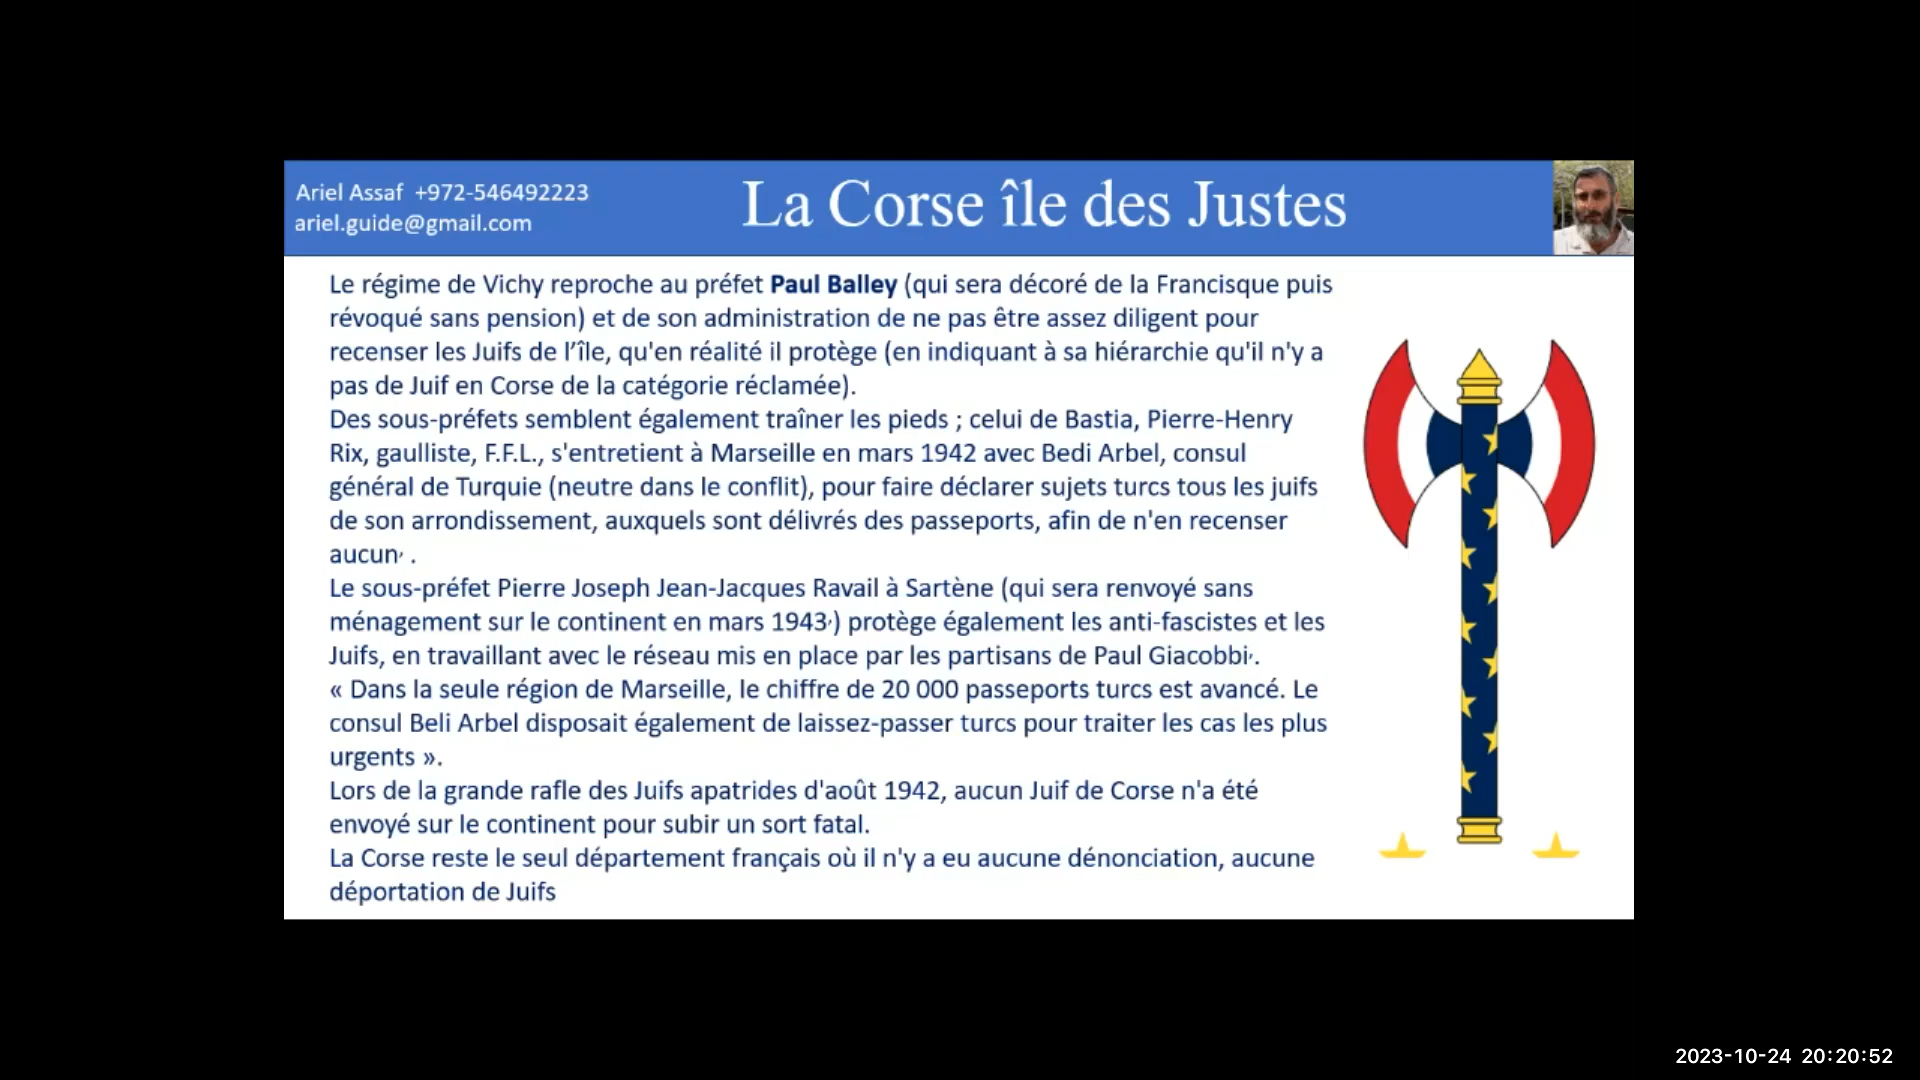 Ariel Assaf +972-546492223
ariel.guide@gmail.com
La Corse île des Justes
Le régime de Vichy reproche au préfet Paul Balley (qui sera décoré de la Francisque puis
révoqué sans pension) et de son administration de ne pas être assez diligent pour
recenser les Juifs de l’île, qu'en réalité il protège (en indiquant à sa hiérarchie qu'il n'y a
pas de Juif en Corse de la catégorie réclamée).
Des sous-préfets semblent également traîner les pieds ; celui de Bastia, Pierre-Henry
Rix, gaulliste, F.F.L., s'entretient à Marseille en mars 1942 avec Bedi Arbel, consul
général de Turquie (neutre dans le conflit), pour faire déclarer sujets turcs tous les juifs
de son arrondissement, auxquels sont délivrés des passeports, afin de n'en recenser
aucun, .
Le sous-préfet Pierre Joseph Jean-Jacques Ravail à Sartène (qui sera renvoyé sans
ménagement sur le continent en mars 1943,) protège également les anti-fascistes et les
Juifs, en travaillant avec le réseau mis en place par les partisans de Paul Giacobbi,.
« Dans la seule région de Marseille, le chiffre de 20 000 passeports turcs est avancé. Le
consul Beli Arbel disposait également de laissez-passer turcs pour traiter les cas les plus
urgents ».
Lors de la grande rafle des Juifs apatrides d'août 1942, aucun Juif de Corse n'a été
envoyé sur le continent pour subir un sort fatal.
La Corse reste le seul département français où il n'y a eu aucune dénonciation, aucune
déportation de Juifs
2023-10-24 20:20:52